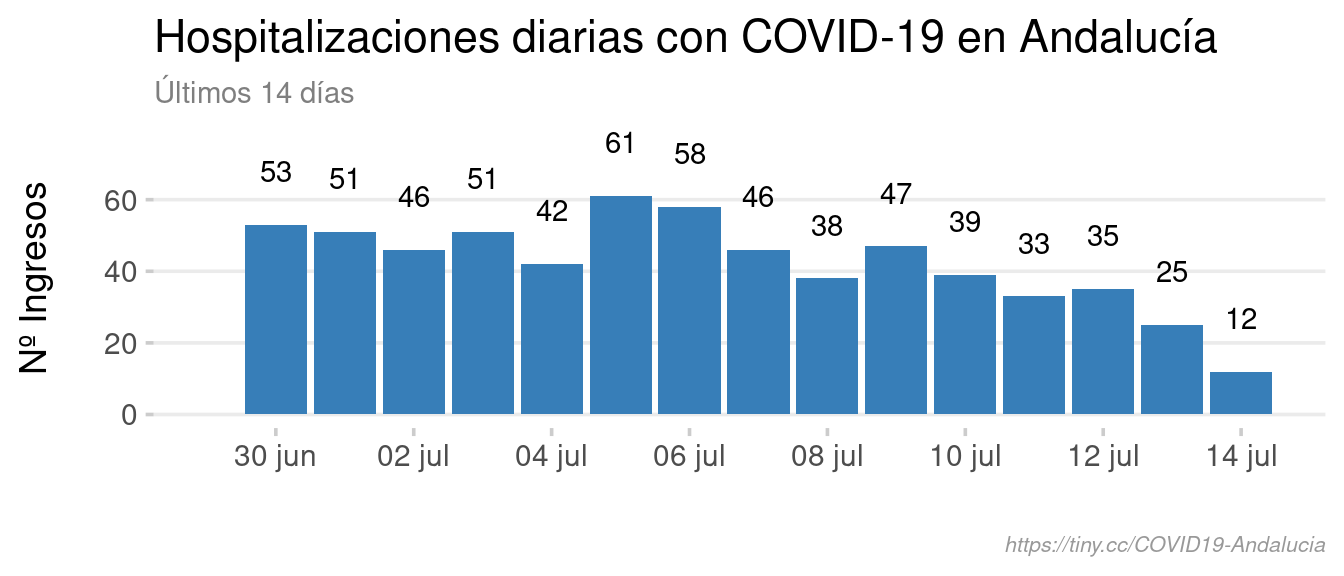 Hospitalizaciones diarias con COVID-19 en Andalucía
Últimos 14 días
Nº Ingresos
60
40
20
0
53
51
46
51
42
61
58
46
38
47
39
33
35
25
12
30 jun
02 jul
04 jul
06 jul
08 jul
10 jul
12 jul
14 jul
https://tiny.cc/COVID19-Andalucia